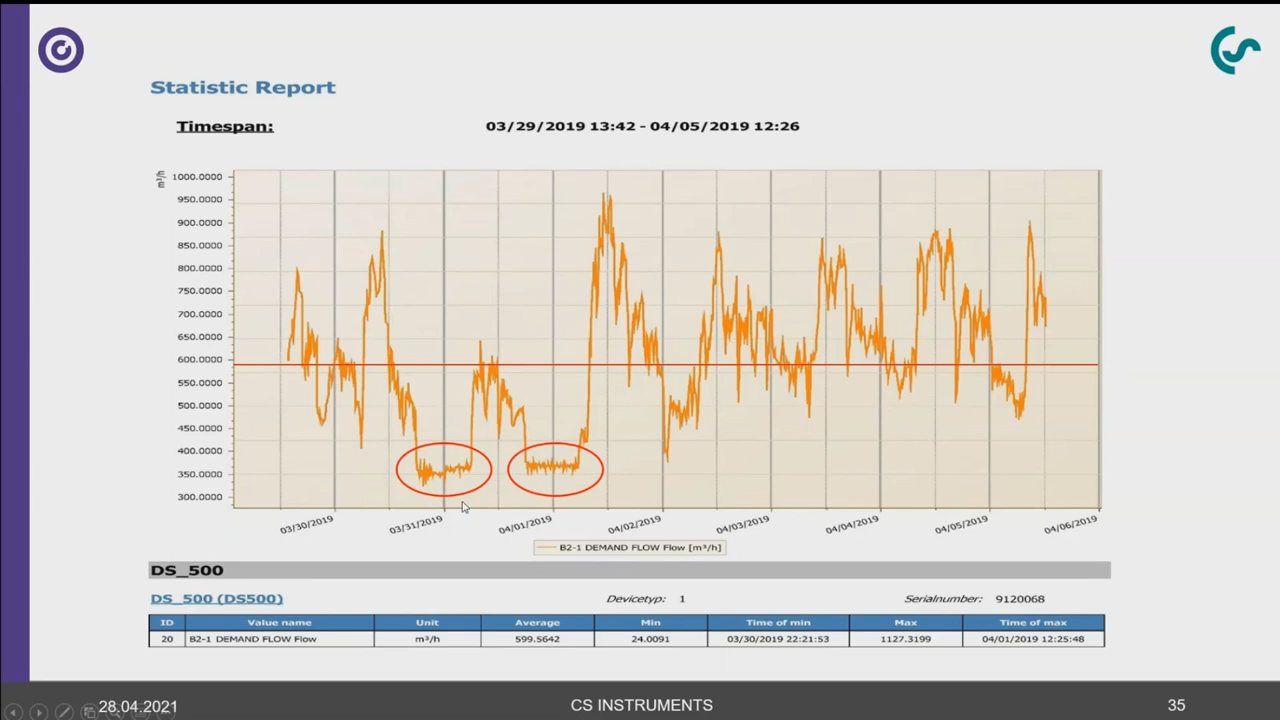 Statistic Report
Timespan: 03/29/2019 13:42 - 04/05/2019 12:26
m³/h
1000.0000
950.0000
900.0000
850.0000
800.0000
750.0000
700.0000
650.0000
600.0000
550.0000
500.0000
450.0000
400.0000
350.0000
300.0000
03/30/2019 03/31/2019 04/01/2019 04/02/2019 04/03/2019 04/04/2019 04/05/2019 04/06/2019
B2-1 DEMAND FLOW Flow [m³/h]
DS_500
DS_500 (DS500) Devicetyp: 1 Serialnumber: 9120068
ID Value name Unit Average Min Time of min Max Time of max
20 B2-1 DEMAND FLOW Flow m³/h 599.5642 24.0091 03/30/2019 22:21:53 1127.3199 04/01/2019 12:25:48
28.04.2021 CS INSTRUMENTS 35